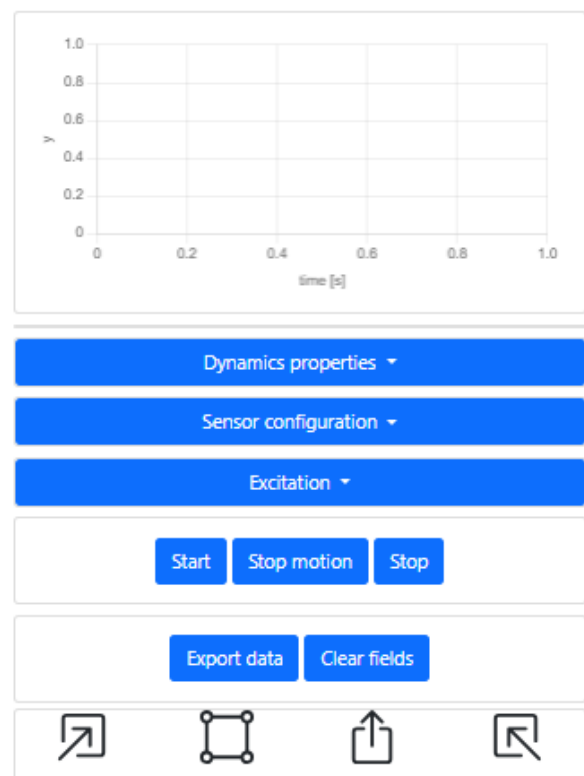 1.0
0.8
0.6
0.4
0.2
0
y
0 0.2 0.4 0.6 0.8 1.0
time [s]
Dynamics properties
Sensor configuration
Excitation
Start Stop motion Stop
Export data Clear fields